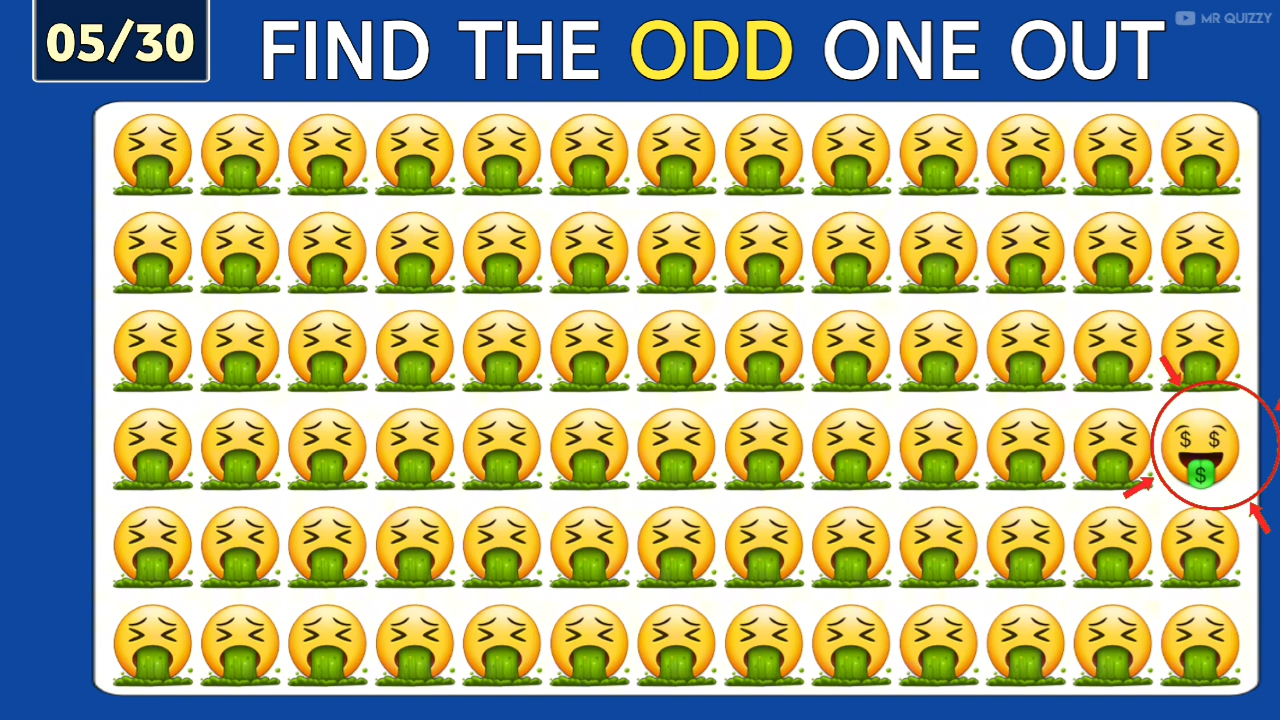 05/30
FIND THE ODD ONE OUT
MR QUIZZY
$ $
$